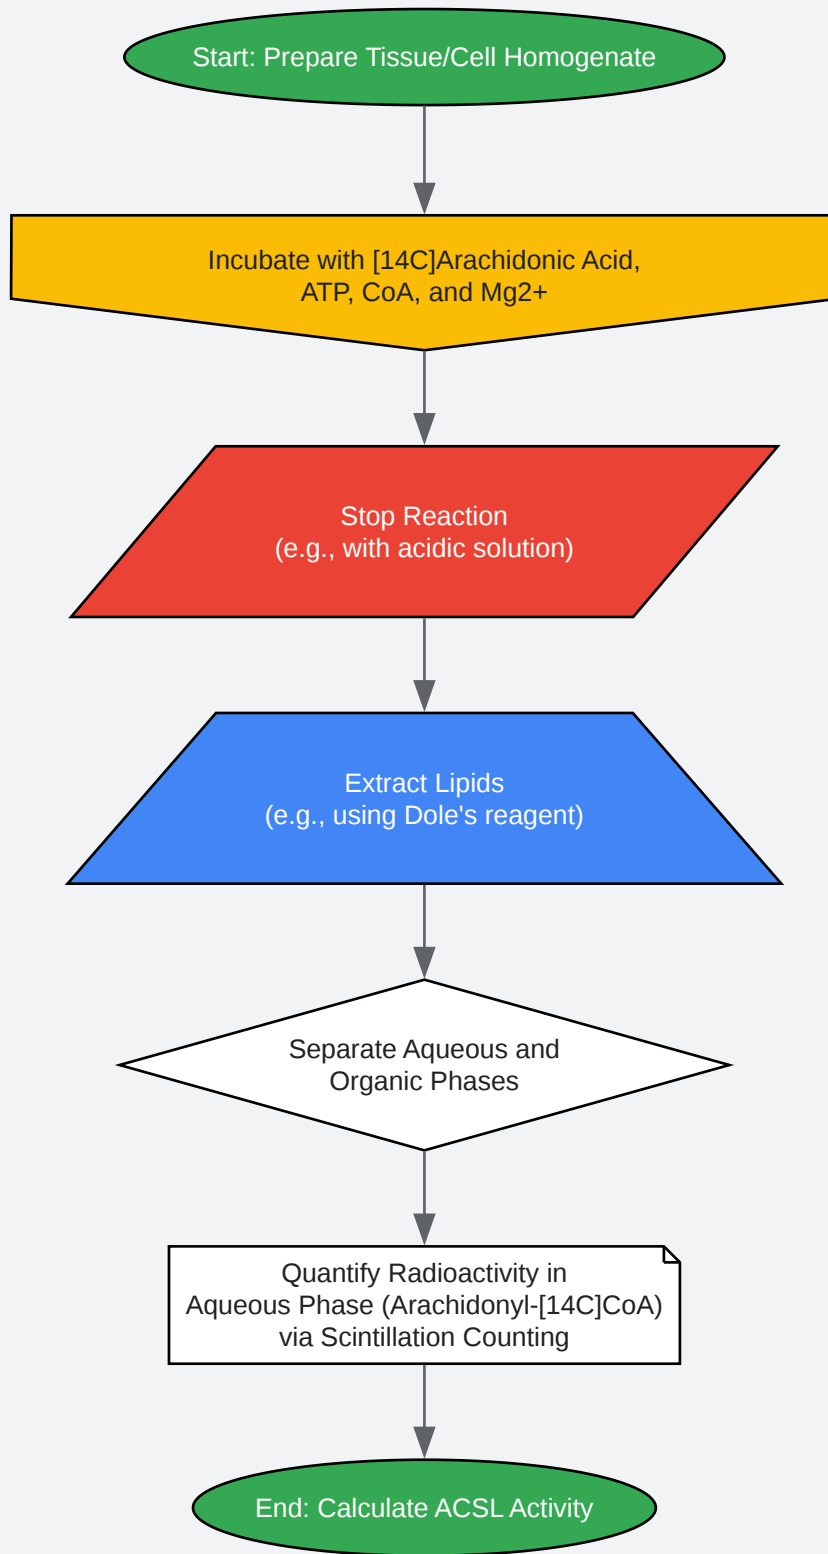 Start: Prepare Tissue/Cell Homogenate
Incubate with [14C]Arachidonic Acid,
ATP, CoA, and Mg2+
Stop Reaction
(e.g., with acidic solution)
Extract Lipids
(e.g., using Dole's reagent)
Separate Aqueous and
Organic Phases
Quantify Radioactivity in
Aqueous Phase (Arachidonyl-[14C]CoA)
via Scintillation Counting
End: Calculate ACSL Activity